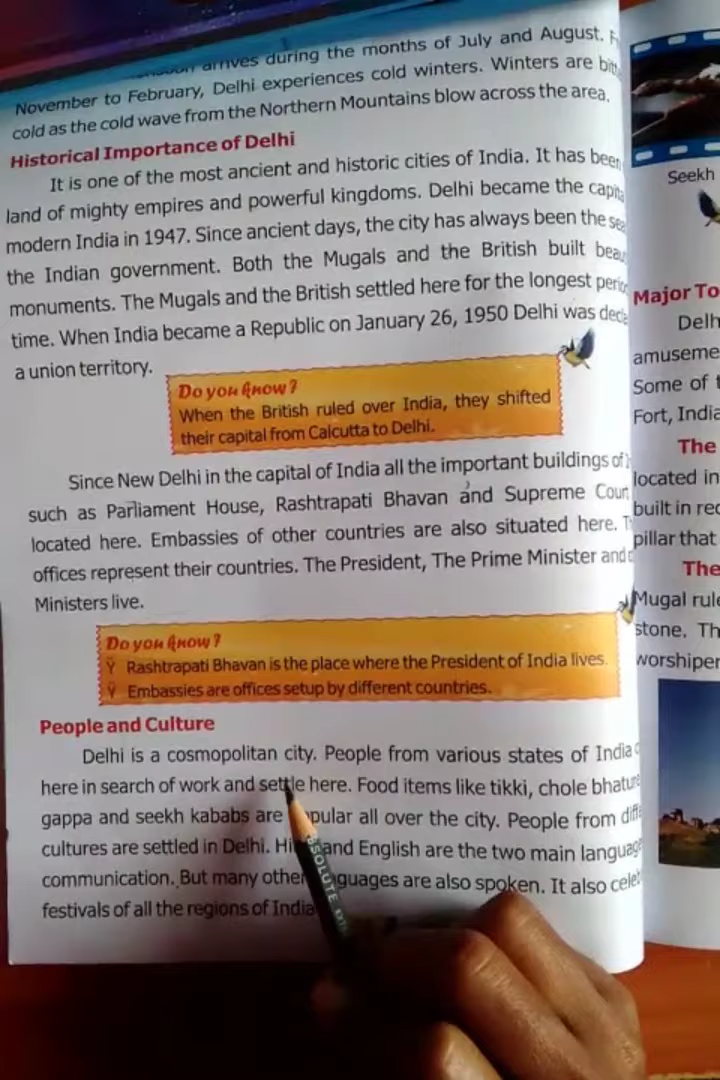 arrives during the months of July and August.
November to February, Delhi experiences cold winters. Winters are
cold as the cold wave from the Northern Mountains blow across the area.
Historical Importance of Delhi
It is one of the most ancient and historic cities of India. It has been
land of mighty empires and powerful kingdoms. Delhi became the
modern India in 1947. Since ancient days, the city has always been the
the Indian government. Both the Mugals and the British built
monuments. The Mugals and the British settled here for the longest
time. When India became a Republic on January 26, 1950 Delhi was
a union territory.
Do you know?
When the British ruled over India, they shifted
their capital from Calcutta to Delhi.
Since New Delhi in the capital of India all the important buildings of
such as Parliament House, Rashtrapati Bhavan and Supreme
located here. Embassies of other countries are also situated here.
offices represent their countries. The President, The Prime Minister and
Ministers live.
Do you know?
Ÿ Rashtrapati Bhavan is the place where the President of India lives.
Ÿ Embassies are offices setup by different countries.
People and Culture
Delhi is a cosmopolitan city. People from various states of India
here in search of work and settle here. Food items like tikki, chole
gappa and seekh kababs are all over the city. People from
cultures are settled in Delhi. and English are the two main
communication. But many other are also spoken. It also
festivals of all the regions of India
Seekh
Major
Some of
Fort,
The
located in
built in
pillar that
The
Mugal
stone.